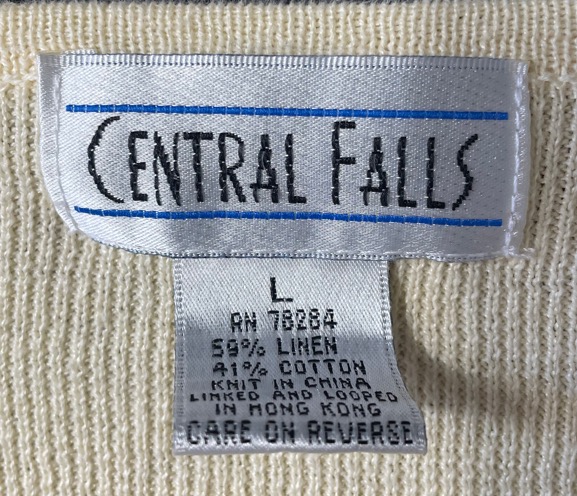 CENTRAL FALLS
L
RN 78284
59% LINEN
41% COTTON
KNIT IN CHINA
LINKED AND LOOPED
IN HONG KONG
CARE ON REVERSE